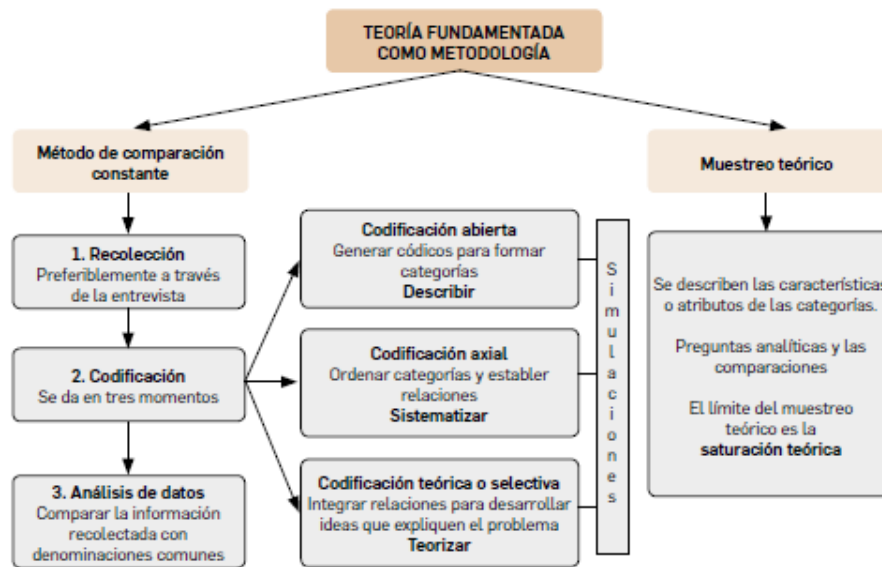 TEORÍA FUNDAMENTADA
COMO METODOLOGÍA
Método de comparación
constante
Muestreo teórico
1. Recolección
Preferiblemente a través
de la entrevista
2. Codificación
Se da en tres momentos
3. Análisis de datos
Comparar la información
recolectada con
denominaciones comunes
Codificación abierta
Generar códicos para formar
categorías
Describir
Codificación axial
Ordenar categorías y establer
relaciones
Sistematizar
Codificación teórica o selectiva
Integrar relaciones para desarrollar
ideas que expliquen el problema
Teorizar
Simulaciones
Se describen las características
o atributos de las categorías.
Preguntas analíticas y las
comparaciones
El límite del muestreo
teórico es la
saturación teórica